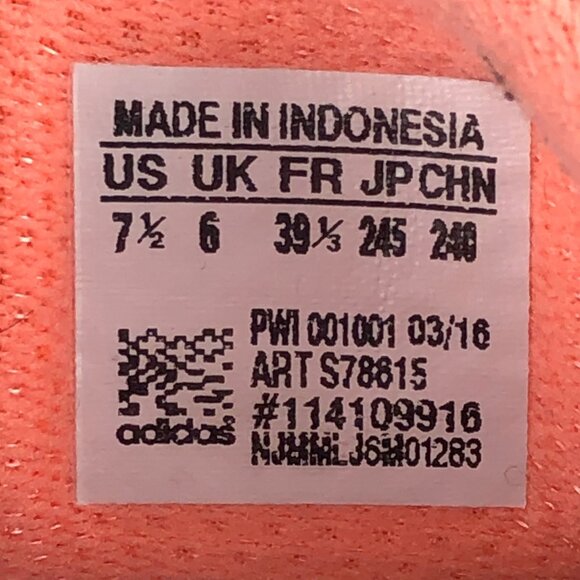 MADE IN INDONESIA
US UK FR JP CHN
7½ 6 39⅓ 245 240
PWI 001001 03/16
ART S78615
#114109916
adidas